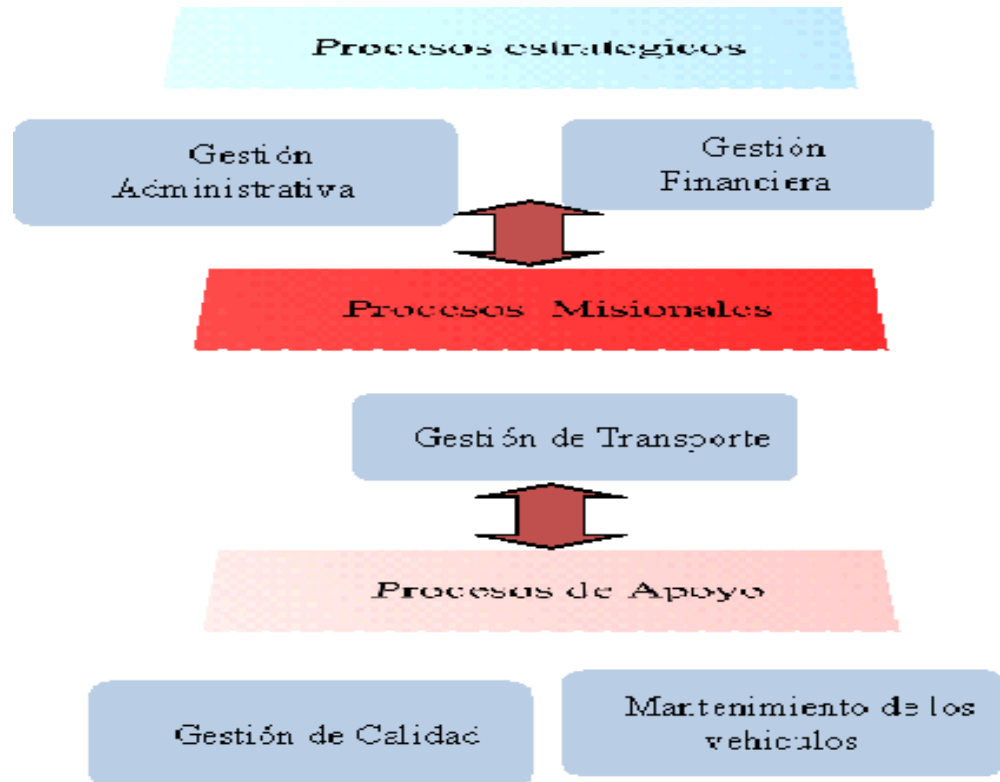 Procesos estrategicos
Gestión
Administrativa
Gestión
Financiera
Procesos Misionales
Gestión de Transporte
Procesos de Apoyo
Gestión de Calidad
Mantenimiento de los
vehiculos